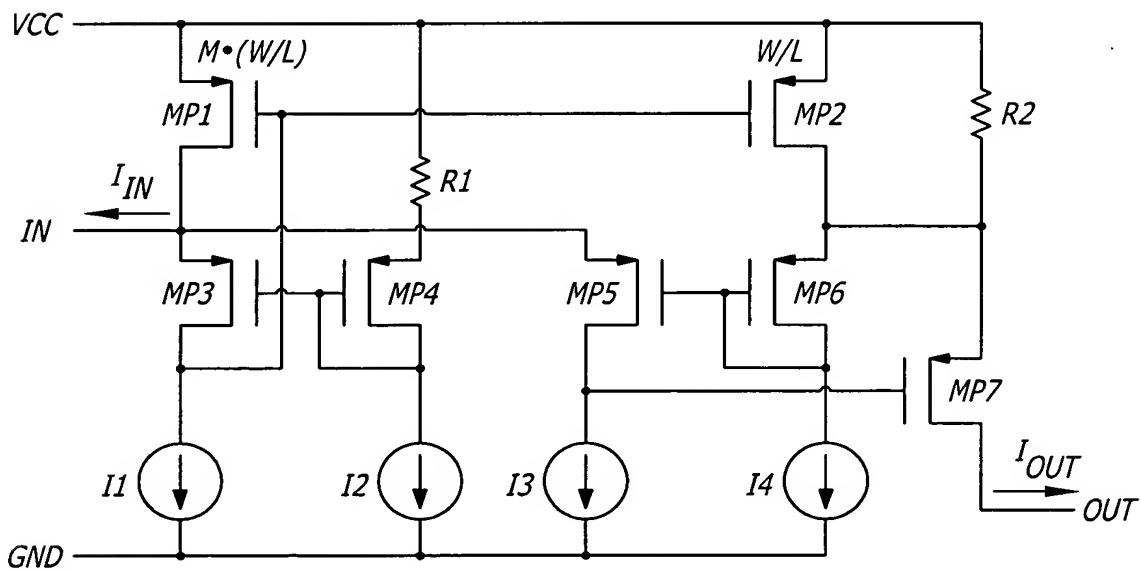 VCC
M•(W/L)
W/L
MP1
MP2
R2
I_IN
R1
IN
MP3
MP4
MP5
MP6
MP7
I1
I2
I3
I4
I_OUT
OUT
GND